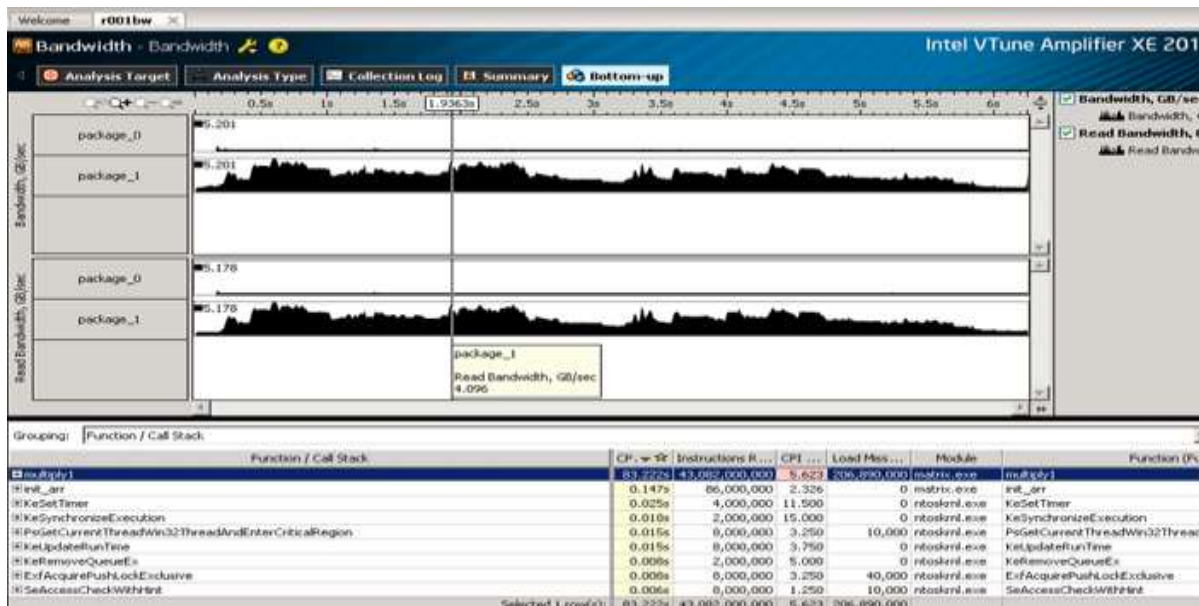 Welcome r001bw
Bandwidth - Bandwidth Intel VTune Amplifier XE 201
Analysis Target Analysis Type Collection Log Summary Bottom-up
0.5s 1s 1.5s 1.9363s 2.5s 3s 3.5s 4s 4.5s 5s 5.5s 6s
Bandwidth, GB/sec
package_0 5.201
package_1 5.201
Read Bandwidth, GB/sec
package_0 5.178
package_1 5.178
package_1
Read Bandwidth, GB/sec
4.096
Bandwidth, GB/se
Bandwidth,
Read Bandwidth,
Read Bandw
Grouping: Function / Call Stack
Function / Call Stack CP... Instructions R... CPI ... Load Miss... Module Function (Fu
multiply1 83.222s 43,082,000,000 5.623 206,890,000 matrix.exe multiply1
init_arr 0.147s 86,000,000 2.326 0 matrix.exe init_arr
KeSetTimer 0.025s 4,000,000 11.500 0 ntoskrnl.exe KeSetTimer
KeSynchronizeExecution 0.018s 2,000,000 15.000 0 ntoskrnl.exe KeSynchronizeExecution
PsGetCurrentThreadWin32ThreadAndEnterCriticalRegion 0.015s 8,000,000 3.250 10,000 ntoskrnl.exe PsGetCurrentThreadWin32Thread
KeUpdateRunTime 0.015s 8,000,000 3.750 0 ntoskrnl.exe KeUpdateRunTime
KeRemoveQueueEx 2,000,000 5.000 0 ntoskrnl.exe KeRemoveQueueEx
ExfAcquirePushLockExclusive 8,000,000 3.250 40,000 ntoskrnl.exe ExfAcquirePushLockExclusive
SeAccessCheckWithHint 8,000,000 1.250 10,000 ntoskrnl.exe SeAccessCheckWithHint
Selected 1 row(s): 83.222s 43,082,000,000 5.623 206,890,000